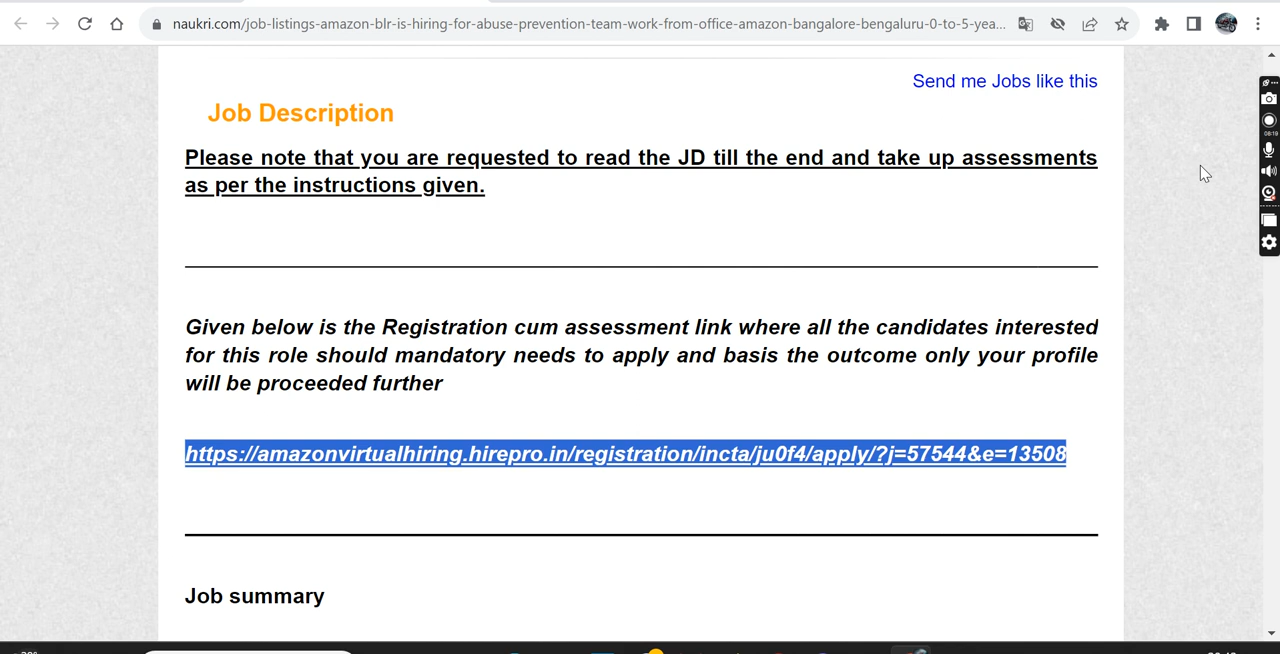 naukri.com/job-listings-amazon-blr-is-hiring-for-abuse-prevention-team-work-from-office-amazon-bangalore-bengaluru-0-to-5-yea...
Send me Jobs like this
Job Description
Please note that you are requested to read the JD till the end and take up assessments
as per the instructions given.
Given below is the Registration cum assessment link where all the candidates interested
for this role should mandatory needs to apply and basis the outcome only your profile
will be proceeded further
https://amazonvirtualhiring.hirepro.in/registration/incta/ju0f4/apply/?j=57544&e=13508
Job summary